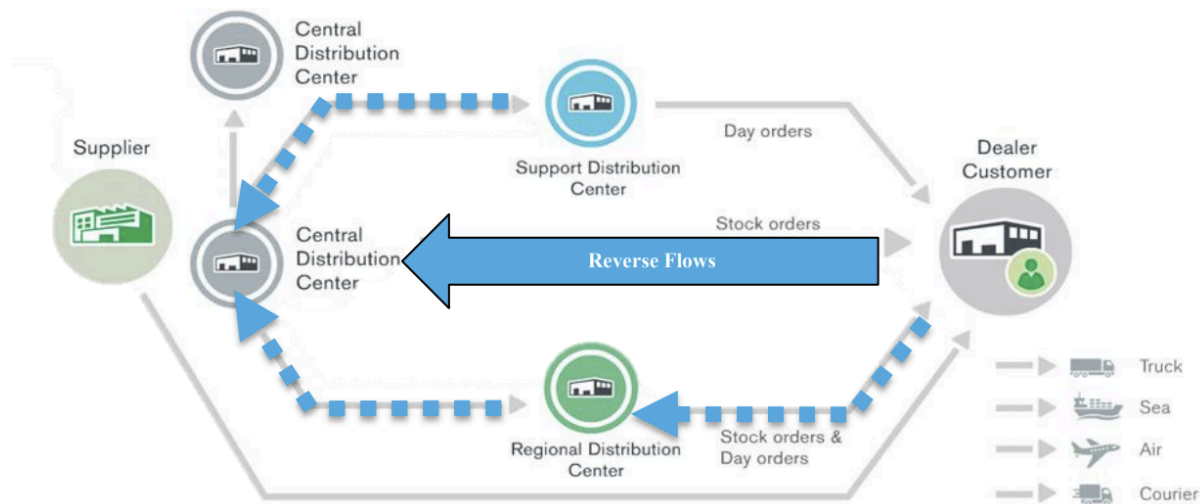 Central
Distribution
Center
Supplier
Support Distribution
Center
Day orders
Dealer
Customer
Central
Distribution
Center
Stock orders
Reverse Flows
Regional Distribution
Center
Stock orders &
Day orders
Truck
Sea
Air
Courier